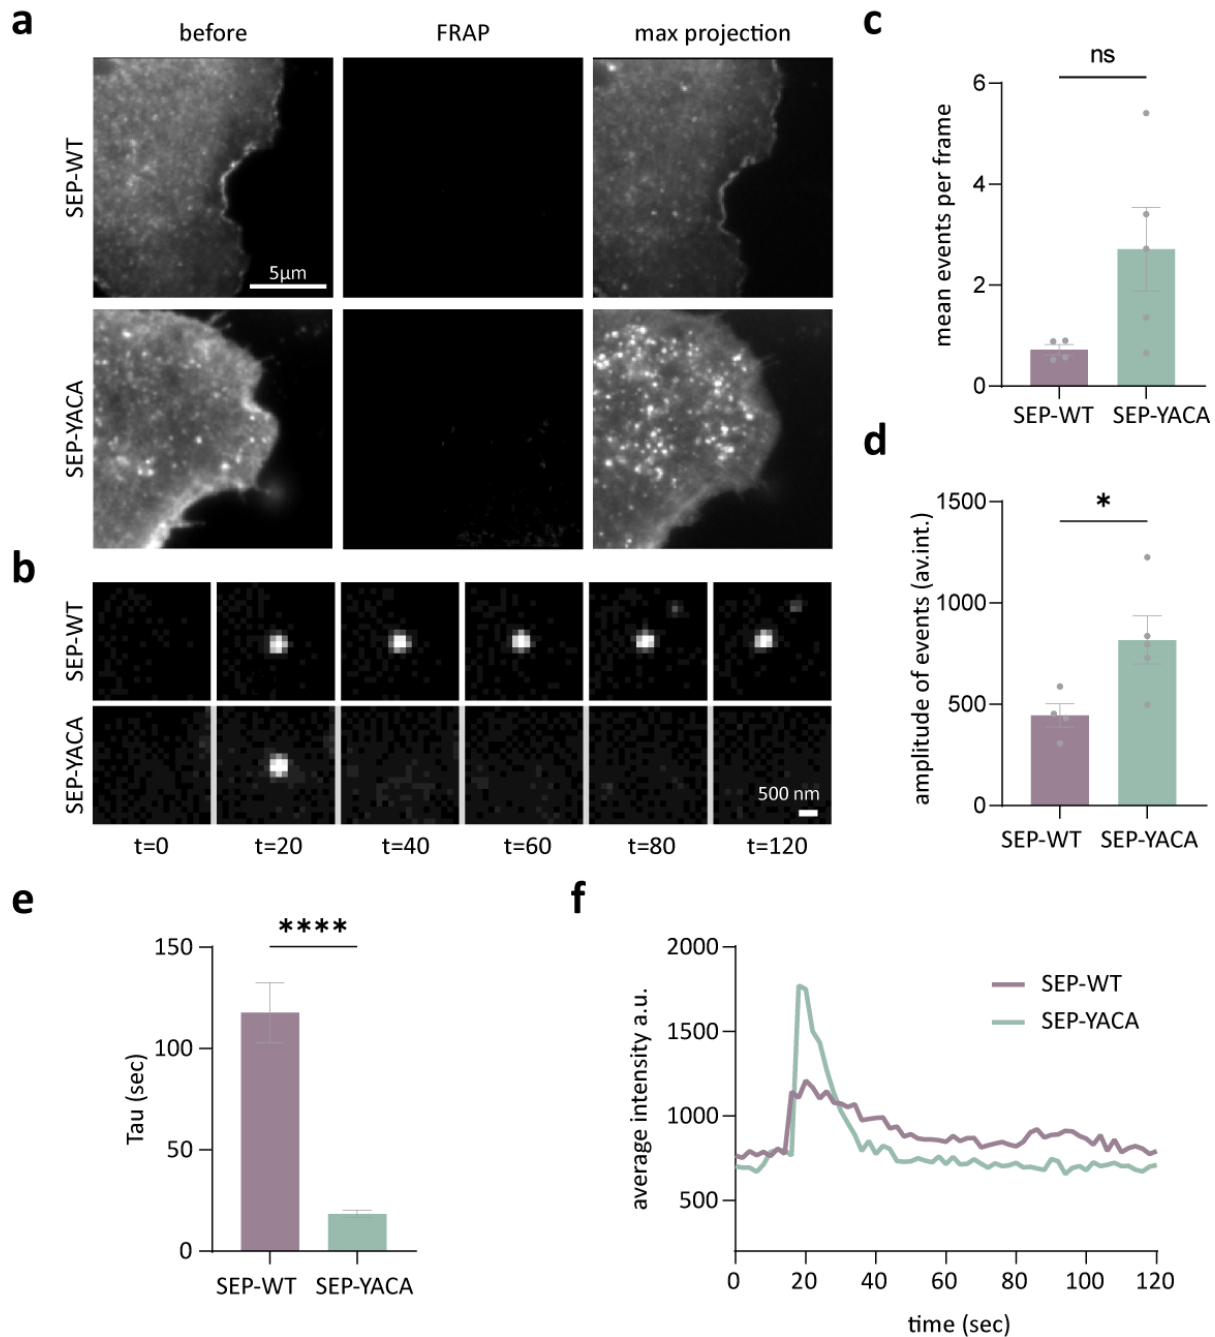 a
before FRAP max projection
SEP-WT
5µm
SEP-YACA
b
SEP-WT
SEP-YACA
500 nm
t=0 t=20 t=40 t=60 t=80 t=120
c
ns
mean events per frame
6
4
2
0
SEP-WT SEP-YACA
d
*
amplitude of events (av.int.)
1500
1000
500
0
SEP-WT SEP-YACA
e
****
Tau (sec)
150
100
50
0
SEP-WT SEP-YACA
f
average intensity a.u.
2000
1500
1000
500
SEP-WT
SEP-YACA
0 20 40 60 80 100 120
time (sec)